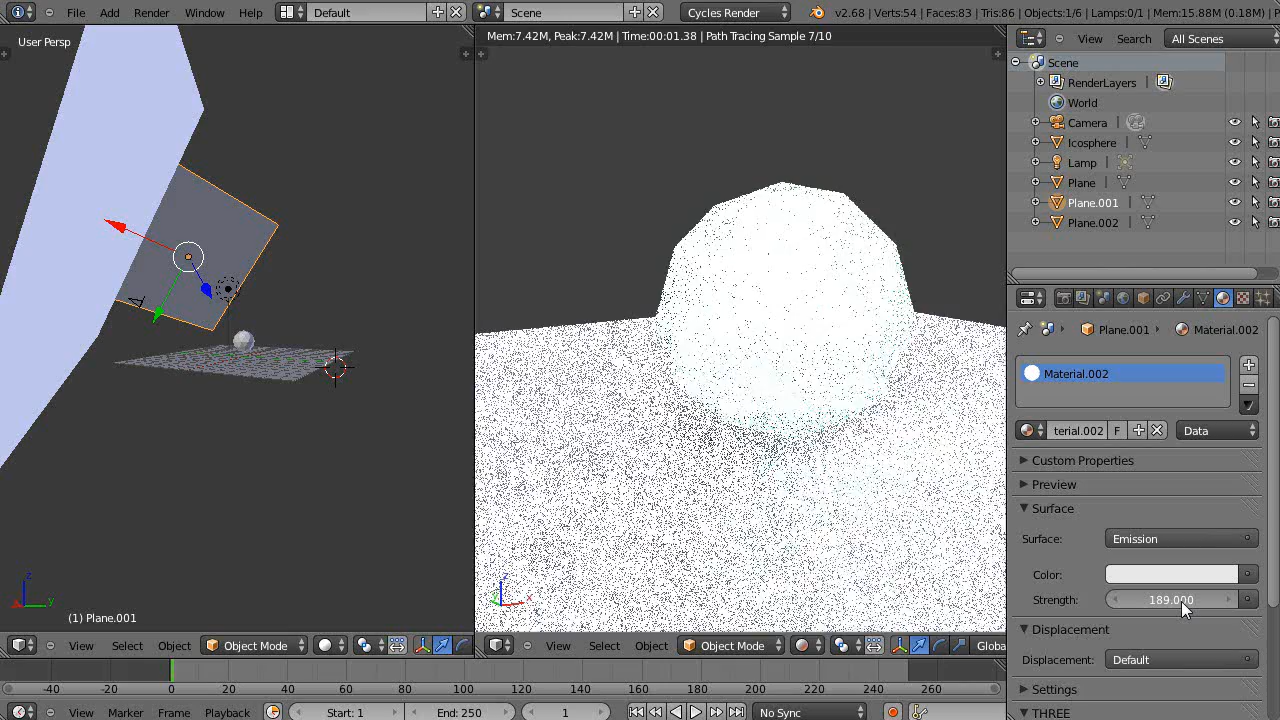 File Add Render Window Help Default Scene Cycles Render v2.68 | Verts:54 | Faces:83 | Tris:86 | Objects:1/6 | Lamps:0/1 | Mem:15.88M (0.18M) | P
User Persp
Mem:7.42M, Peak:7.42M | Time:00:01.38 | Path Tracing Sample 7/10
View Search All Scenes
Scene
RenderLayers
World
Camera
Icosphere
Lamp
Plane
Plane.001
Plane.002
Plane.001 Material.002
Material.002
terial.002 F Data
Custom Properties
Preview
Surface
Surface: Emission
Color:
Strength: 189.000
Displacement
Displacement: Default
Settings
THREE
z
y
(1) Plane.001
x
View Select Object Object Mode
View Select Object Object Mode Globa
-40 -20 0 20 40 60 80 100 120 140 160 180 200 220 240 260
View Marker Frame Playback Start: 1 End: 250 1 No Sync